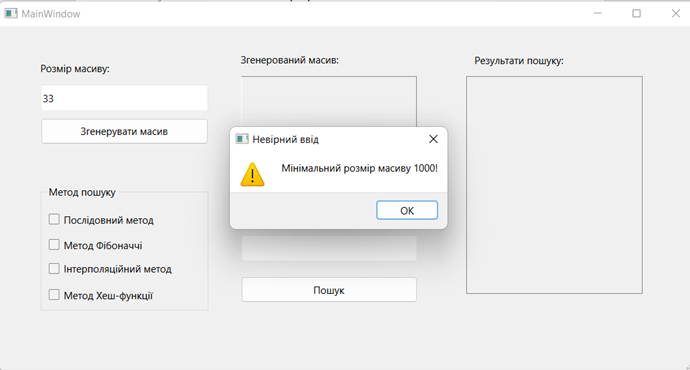 MainWindow
Розмір масиву:
33
Згенерувати масив
Метод пошуку
Послідовний метод
Метод Фібоначчі
Інтерполяційний метод
Метод Хеш-функції
Згенерований масив:
Пошук
Результати пошуку:
Невірний ввід
Мінімальний розмір масиву 1000!
OK